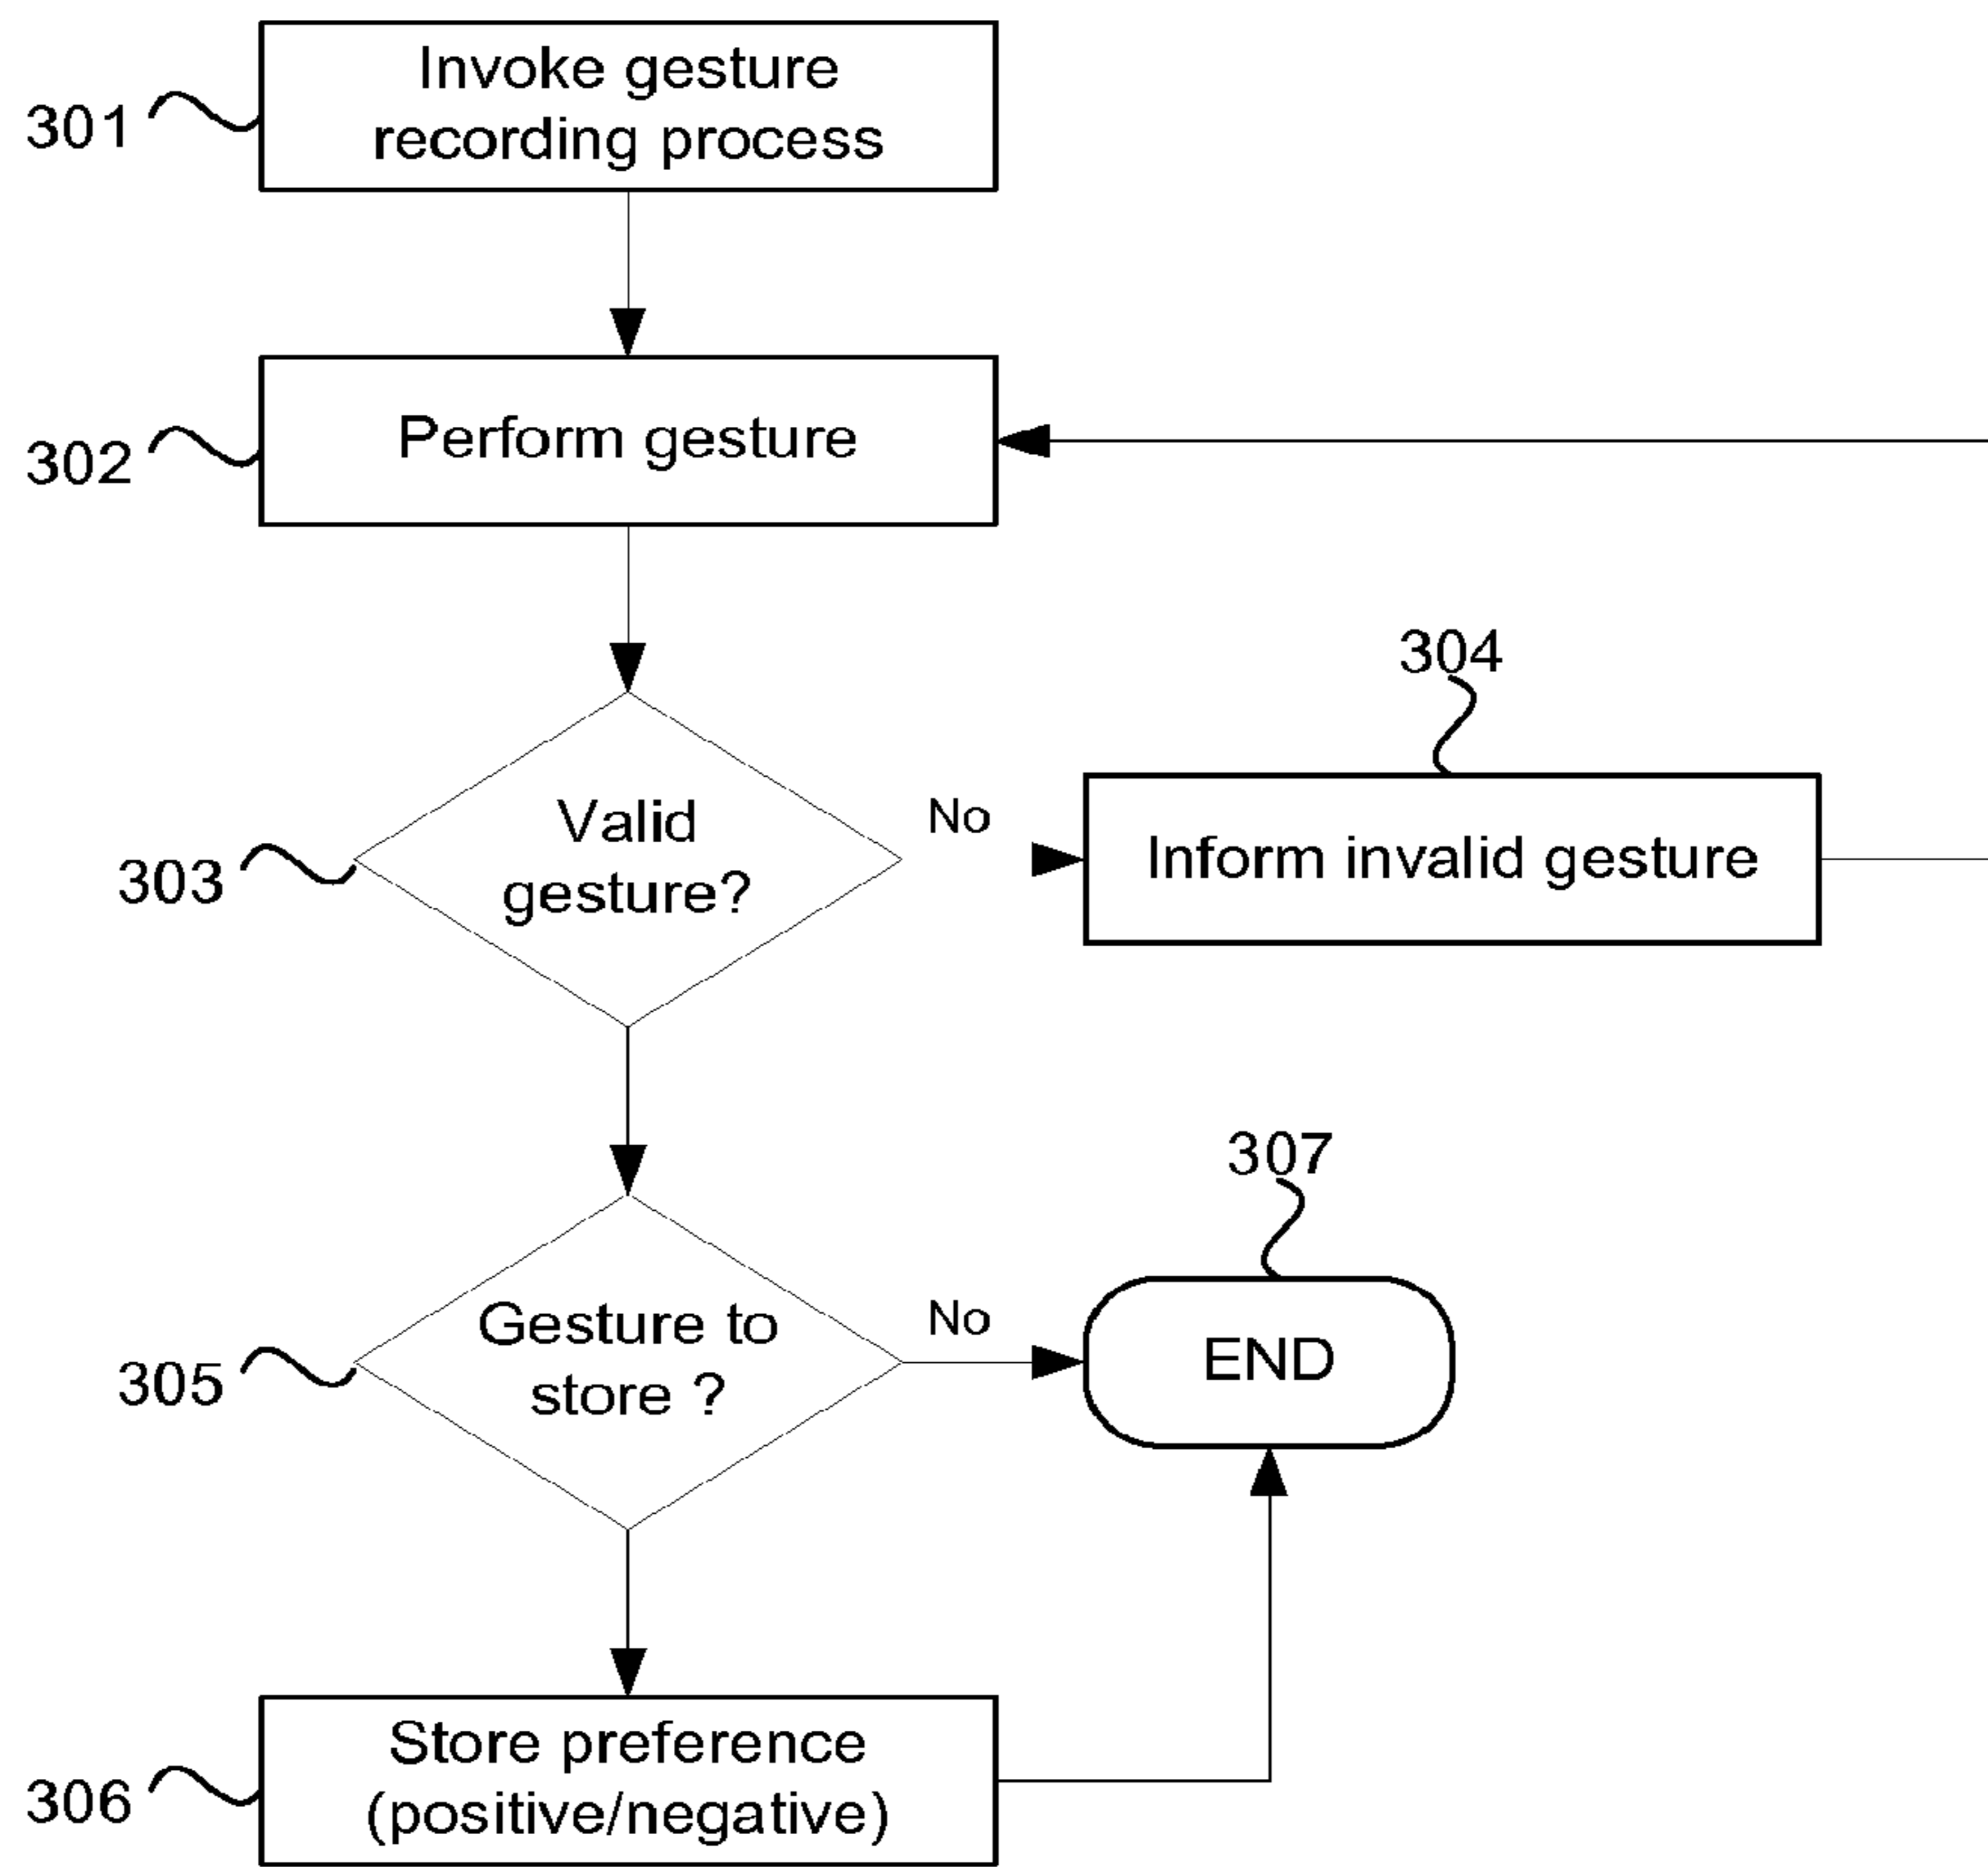 Invoke gesture
recording process
301
Perform gesture
302
304
Valid
gesture?
No
Inform invalid gesture
303
307
Gesture to
store ?
No
END
305
Store preference
(positive/negative)
306